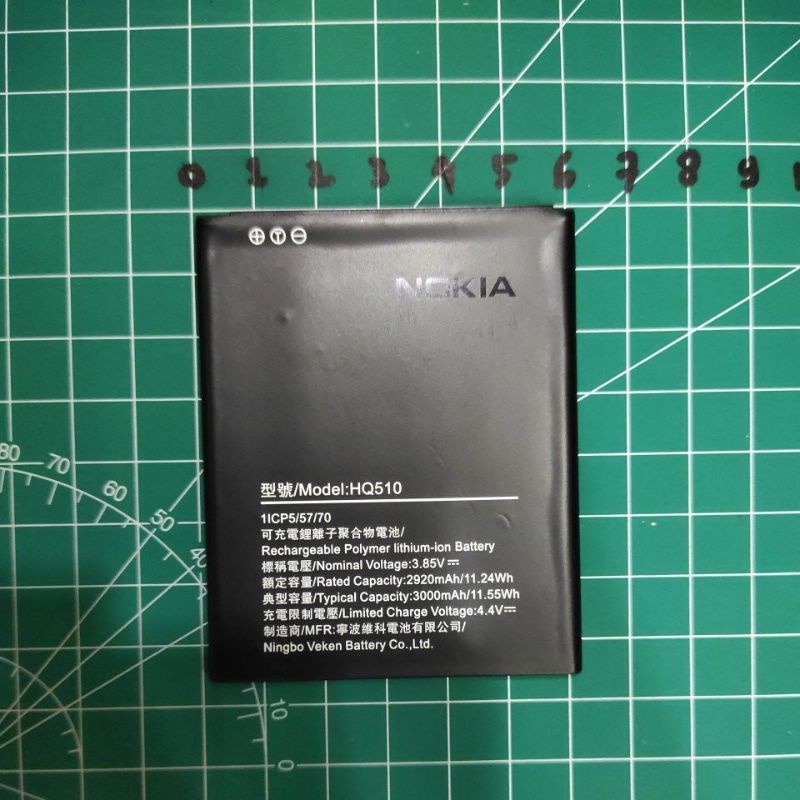 0 1 2 3 4 5 6 7 8 9
⊕ Ⓣ ⊖
NOKIA
型號/Model:HQ510
1ICP5/57/70
可充電鋰離子聚合物電池/
Rechargeable Polymer lithium-ion Battery
標稱電壓/Nominal Voltage:3.85V⎓
額定容量/Rated Capacity:2920mAh/11.24Wh
典型容量/Typical Capacity:3000mAh/11.55Wh
充電限制電壓/Limited Charge Voltage:4.4V⎓
制造商/MFR:寧波維科電池有限公司/
Ningbo Veken Battery Co.,Ltd.
80
70
60
50
40
10
0